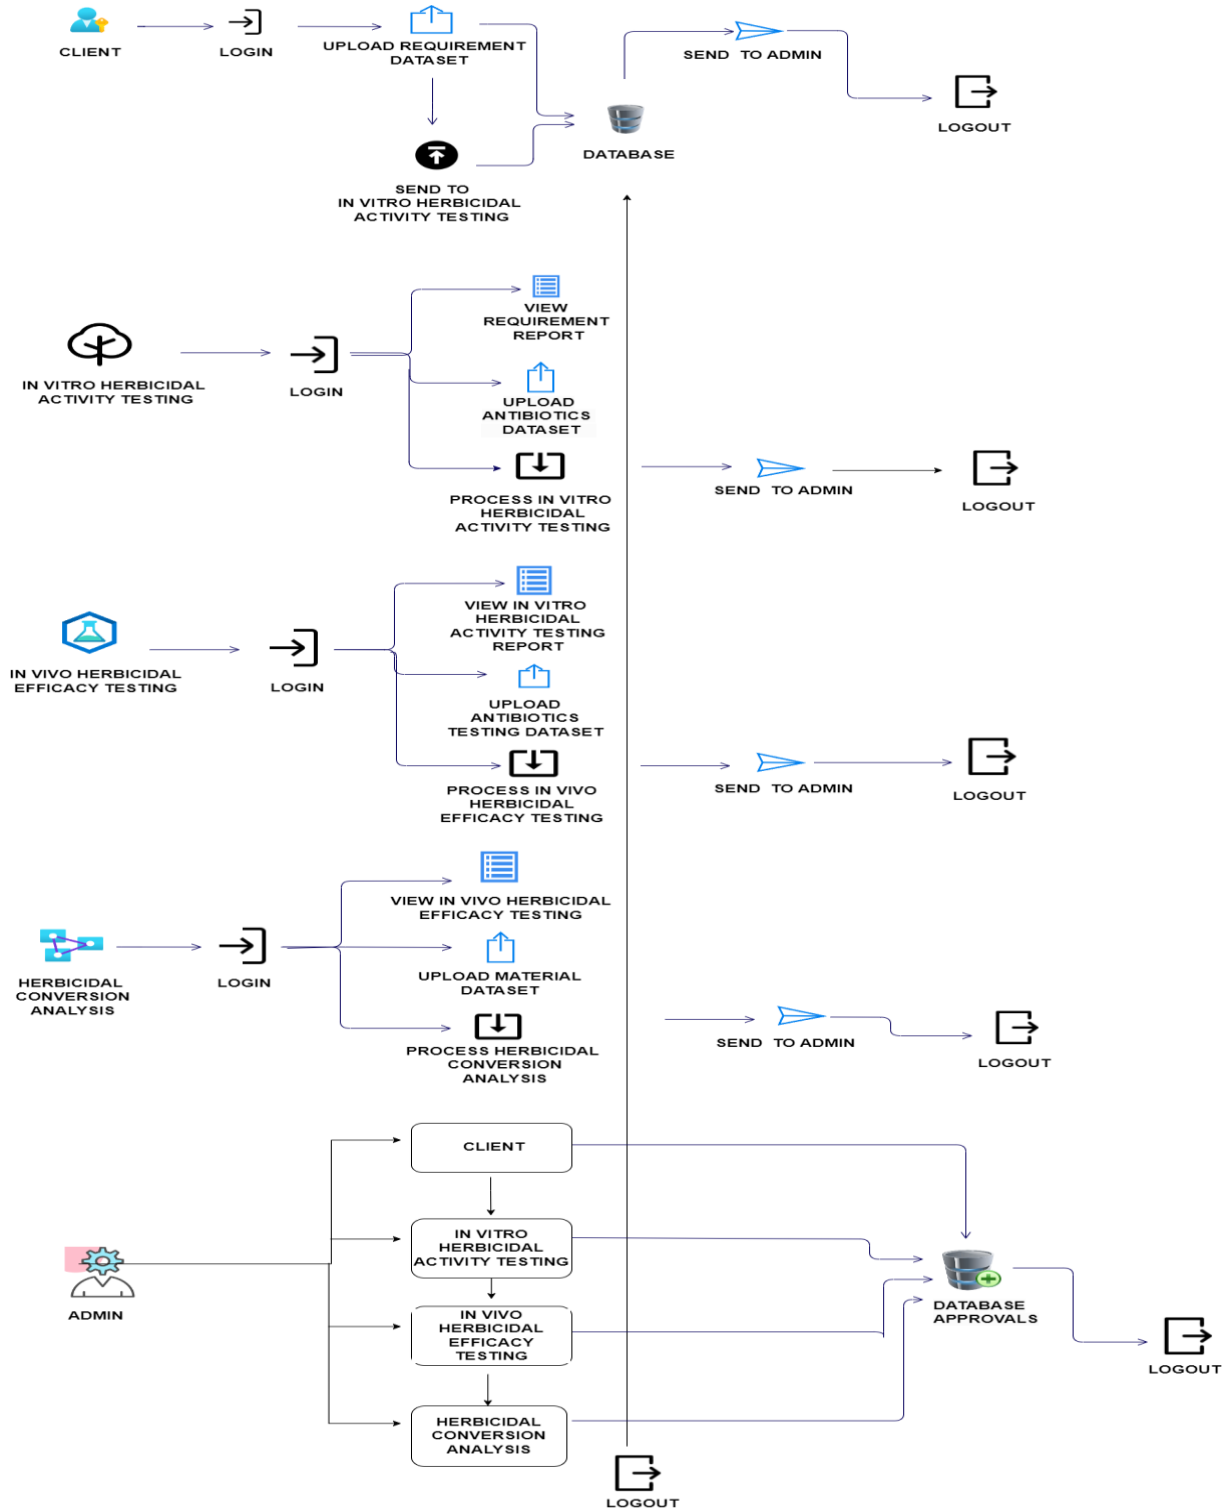 CLIENT
LOGIN
UPLOAD REQUIREMENT
DATASET
SEND TO ADMIN
LOGOUT
DATABASE
SEND TO
IN VITRO HERBICIDAL
ACTIVITY TESTING
VIEW
REQUIREMENT
REPORT
IN VITRO HERBICIDAL
ACTIVITY TESTING
LOGIN
UPLOAD
ANTIBIOTICS
DATASET
PROCESS IN VITRO
HERBICIDAL
ACTIVITY TESTING
SEND TO ADMIN
LOGOUT
VIEW IN VITRO
HERBICIDAL
ACTIVITY TESTING
REPORT
IN VIVO HERBICIDAL
EFFICACY TESTING
LOGIN
UPLOAD
ANTIBIOTICS
TESTING DATASET
PROCESS IN VIVO
HERBICIDAL
EFFICACY TESTING
SEND TO ADMIN
LOGOUT
VIEW IN VIVO HERBICIDAL
EFFICACY TESTING
HERBICIDAL
CONVERSION
ANALYSIS
LOGIN
UPLOAD MATERIAL
DATASET
PROCESS HERBICIDAL
CONVERSION
ANALYSIS
SEND TO ADMIN
LOGOUT
CLIENT
IN VITRO
HERBICIDAL
ACTIVITY TESTING
ADMIN
IN VIVO
HERBICIDAL
EFFICACY
TESTING
DATABASE
APPROVALS
LOGOUT
HERBICIDAL
CONVERSION
ANALYSIS
LOGOUT